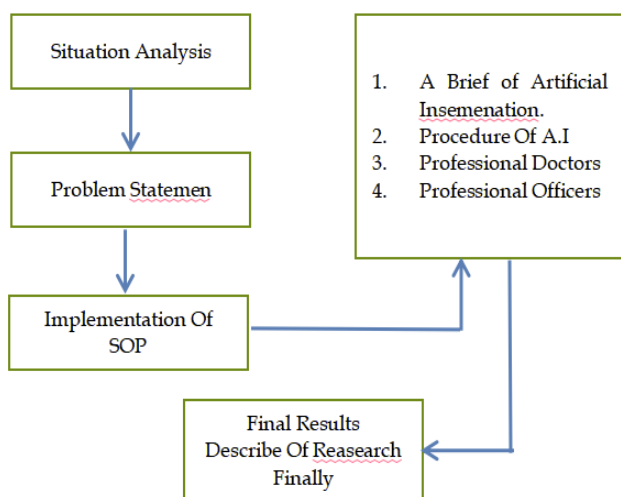 Situation Analysis
Problem Statemen
Implementation Of
SOP
1. A Brief of Artificial
Insemenation.
2. Procedure Of A.I
3. Professional Doctors
4. Professional Officers
Final Results
Describe Of Reasearch
Finally